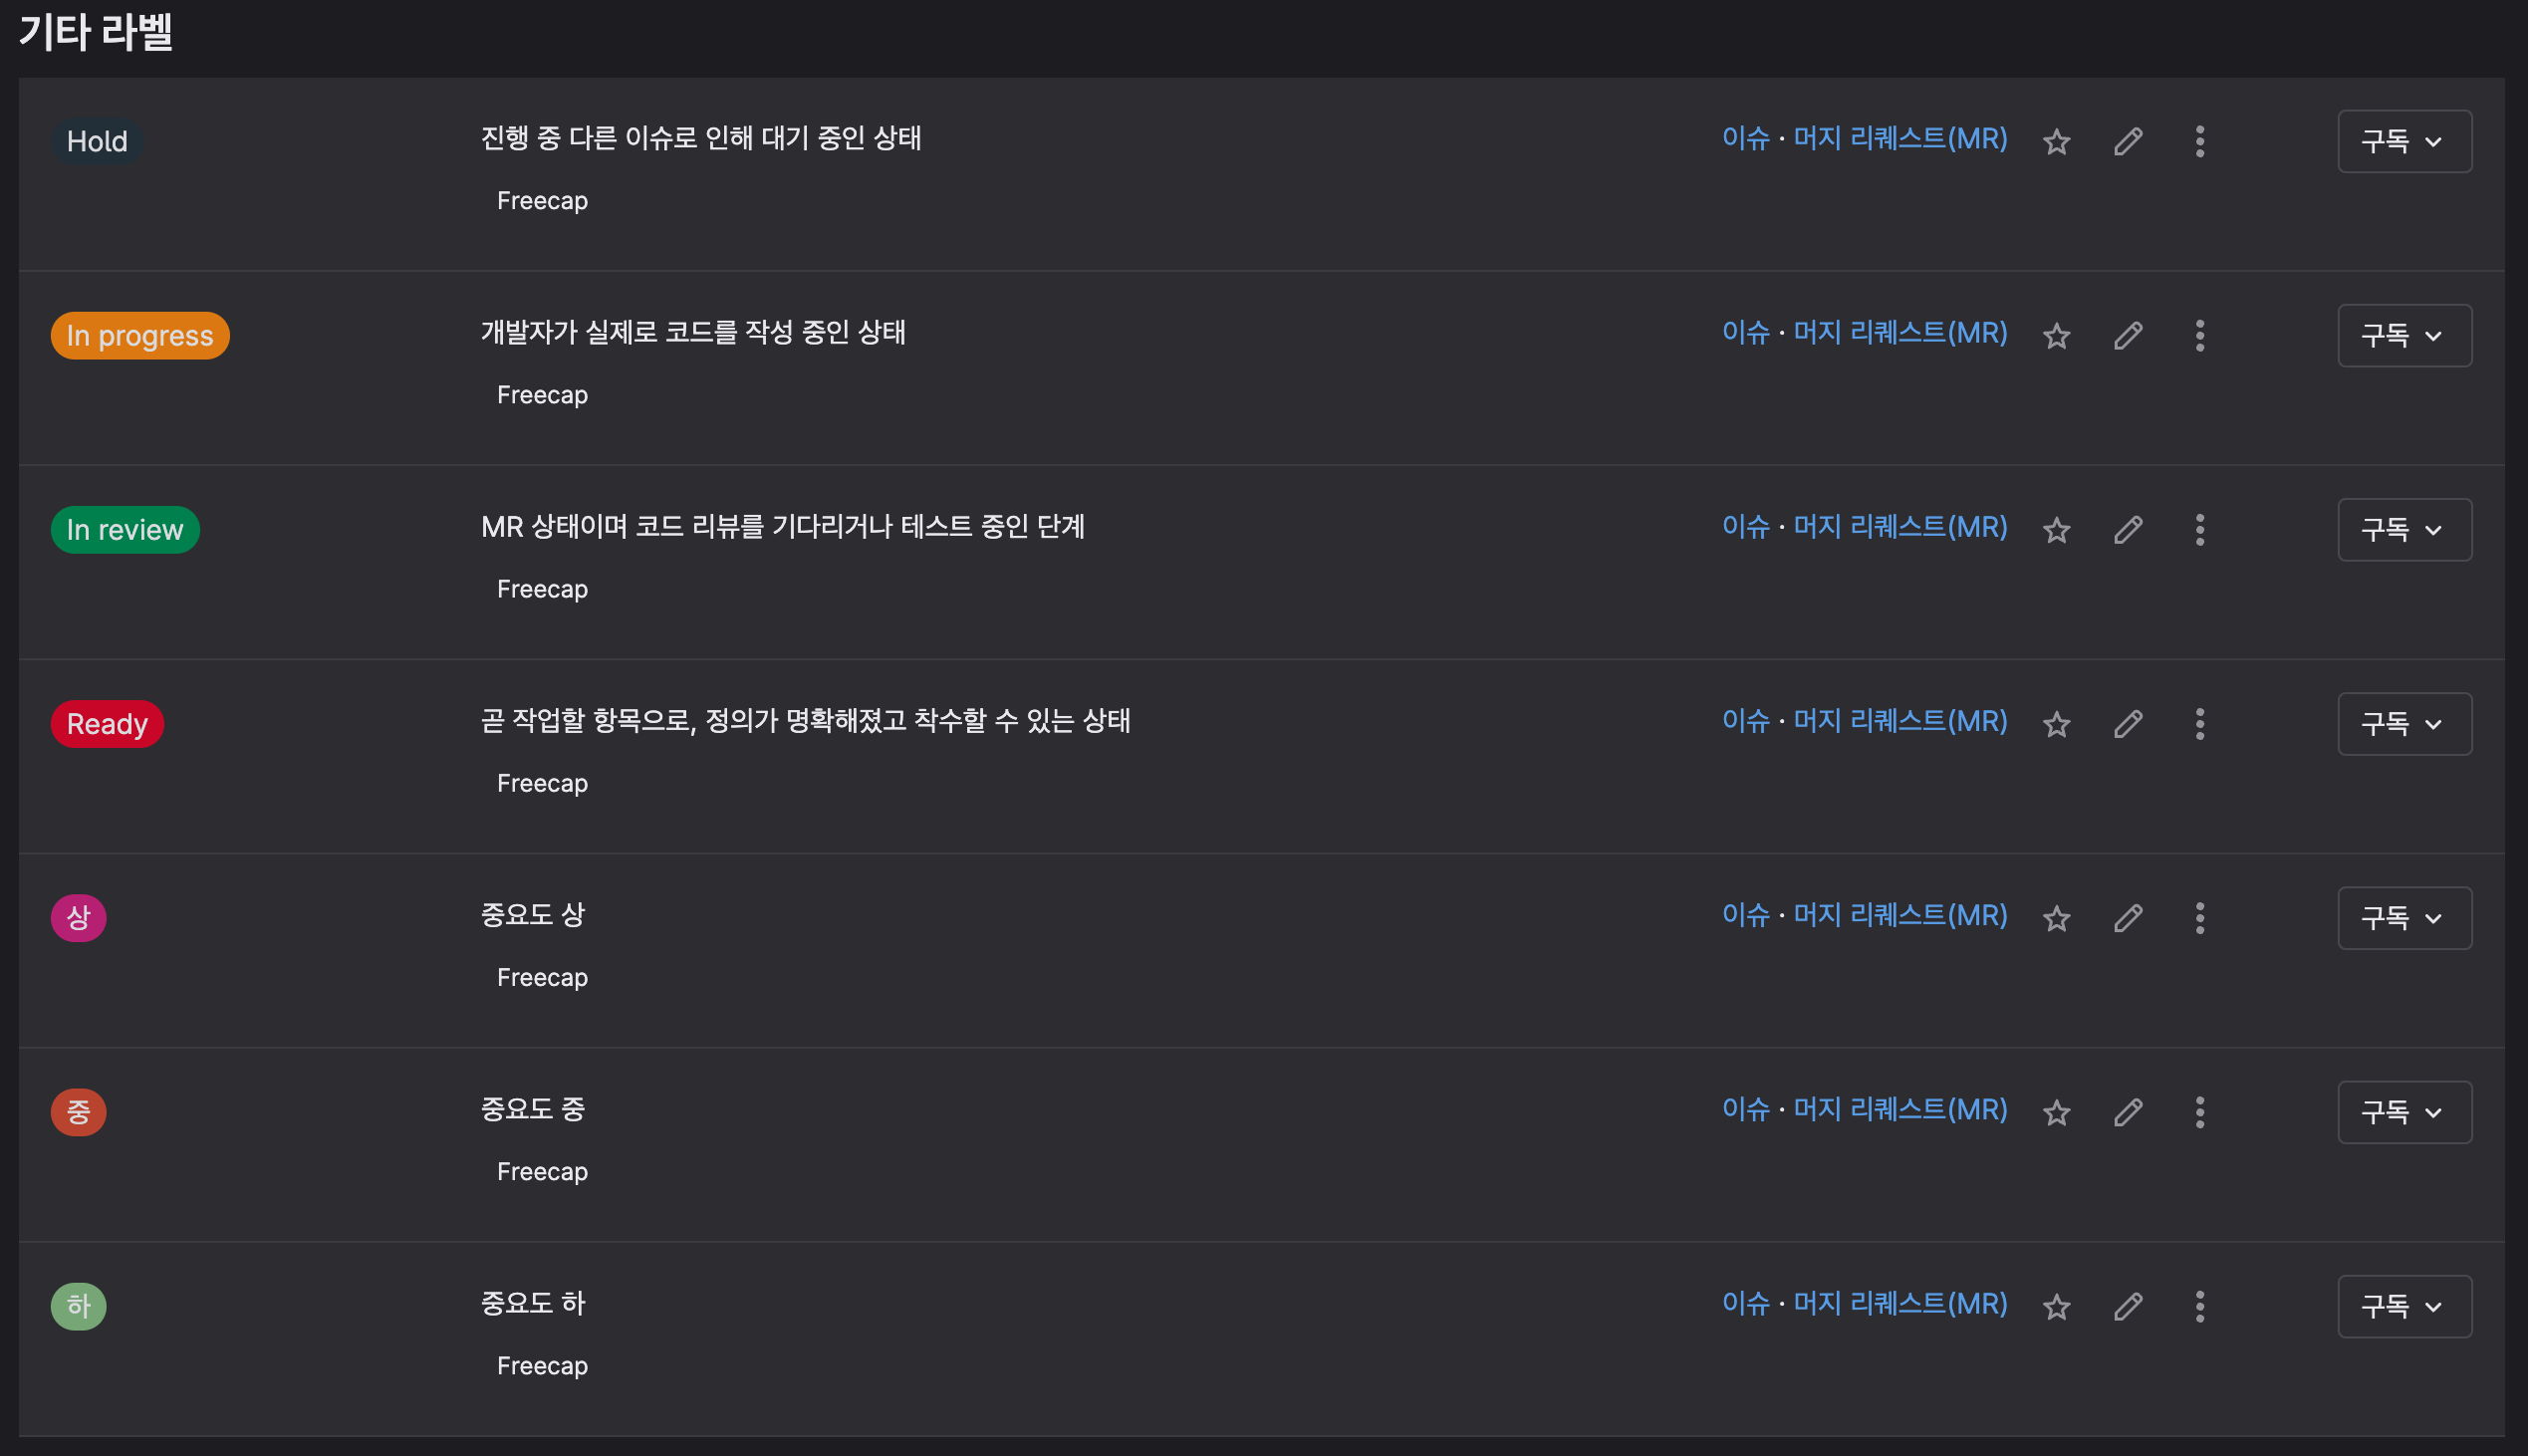 기타 라벨
Hold 진행 중 다른 이슈로 인해 대기 중인 상태 이슈 · 머지 리퀘스트(MR) 구독
Freecap
In progress 개발자가 실제로 코드를 작성 중인 상태 이슈 · 머지 리퀘스트(MR) 구독
Freecap
In review MR 상태이며 코드 리뷰를 기다리거나 테스트 중인 단계 이슈 · 머지 리퀘스트(MR) 구독
Freecap
Ready 곧 작업할 항목으로, 정의가 명확해졌고 착수할 수 있는 상태 이슈 · 머지 리퀘스트(MR) 구독
Freecap
상 중요도 상 이슈 · 머지 리퀘스트(MR) 구독
Freecap
중 중요도 중 이슈 · 머지 리퀘스트(MR) 구독
Freecap
하 중요도 하 이슈 · 머지 리퀘스트(MR) 구독
Freecap